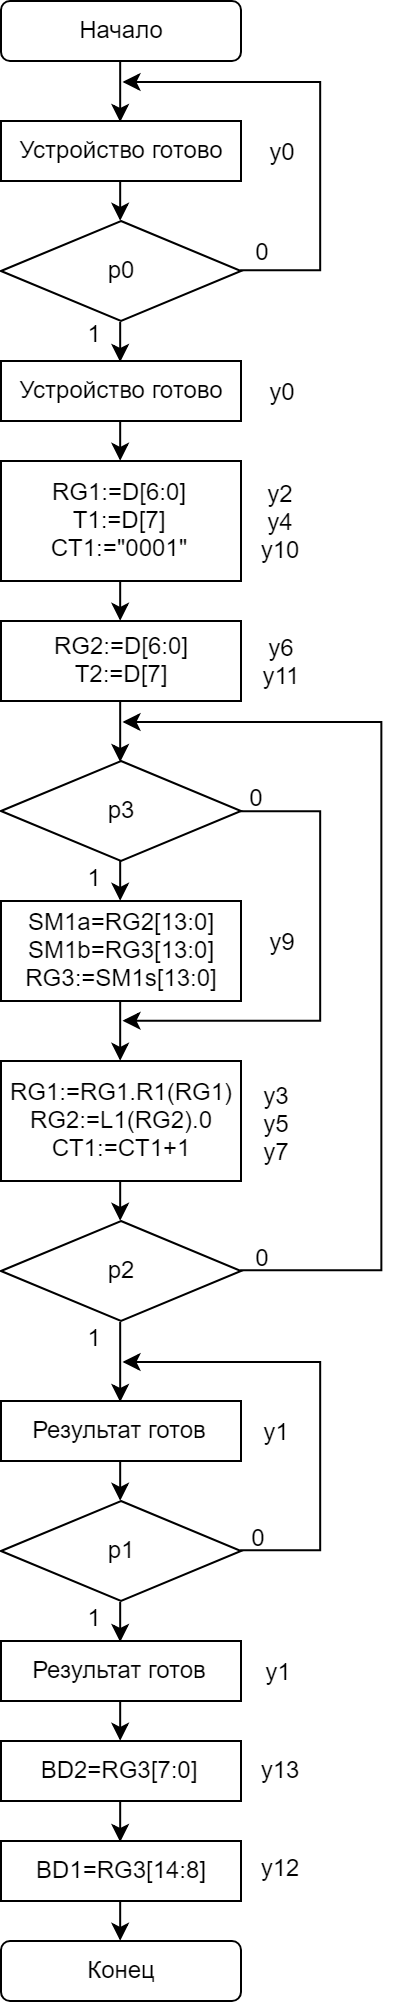 Начало
Устройство готово
y0
p0
0
1
Устройство готово
y0
RG1:=D[6:0]
T1:=D[7]
CT1:="0001"
y2
y4
y10
RG2:=D[6:0]
T2:=D[7]
y6
y11
p3
0
1
SM1a=RG2[13:0]
SM1b=RG3[13:0]
RG3:=SM1s[13:0]
y9
RG1:=RG1.R1(RG1)
RG2:=L1(RG2).0
CT1:=CT1+1
y3
y5
y7
p2
0
1
Результат готов
y1
p1
0
1
Результат готов
y1
BD2=RG3[7:0]
y13
BD1=RG3[14:8]
y12
Конец